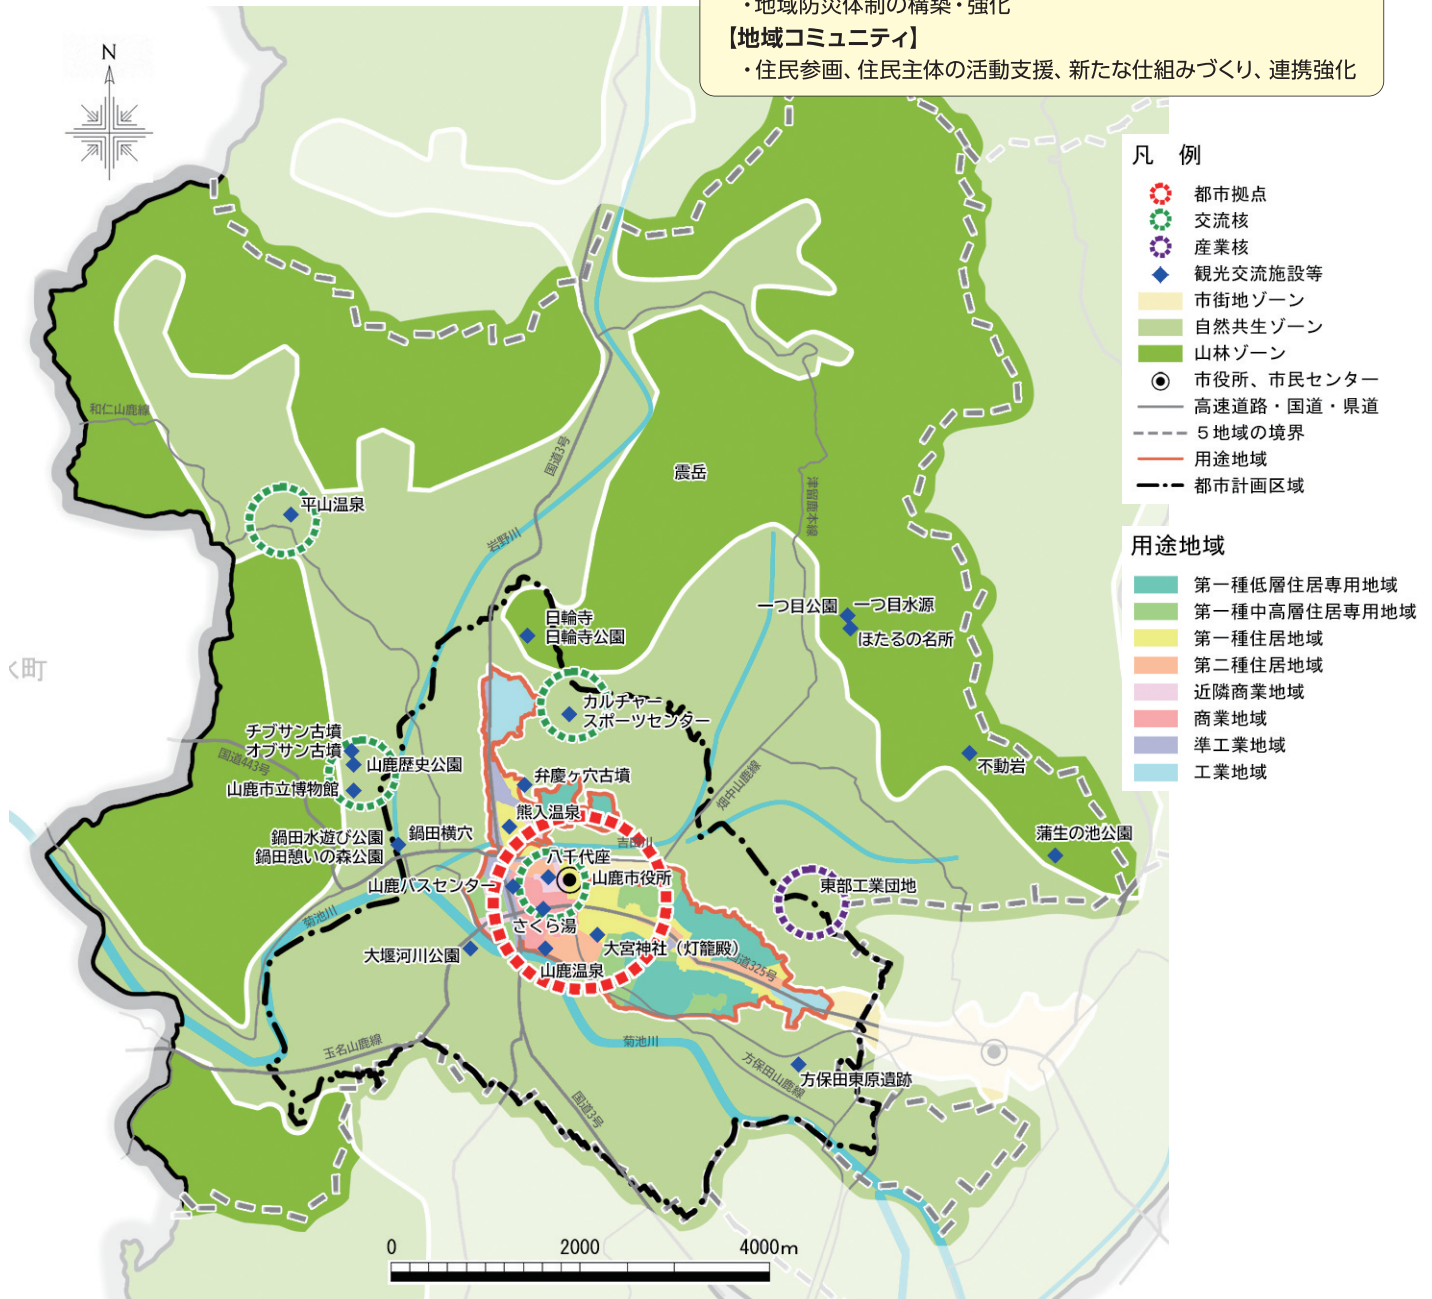 ・地域防災体制の構築・強化
【地域コミュニティ】
・住民参画、住民主体の活動支援、新たな仕組みづくり、連携強化
N
凡　例
都市拠点
交流核
産業核
観光交流施設等
市街地ゾーン
自然共生ゾーン
山林ゾーン
市役所、市民センター
高速道路・国道・県道
５地域の境界
用途地域
都市計画区域
用途地域
第一種低層住居専用地域
第一種中高層住居専用地域
第一種住居地域
第二種住居地域
近隣商業地域
商業地域
準工業地域
工業地域
和仁山鹿線
国道3号
震岳
津留鹿本線
平山温泉
岩野川
一つ目公園
一つ目水源
ほたるの名所
日輪寺
日輪寺公園
町
カルチャー
スポーツセンター
チブサン古墳
オブサン古墳
国道443号
山鹿歴史公園
山鹿市立博物館
不動岩
弁慶ヶ穴古墳
畑中山鹿線
熊入温泉
鍋田水遊び公園
鍋田憩いの森公園
鍋田横穴
吉田川
蒲生の池公園
八千代座
山鹿バスセンター
山鹿市役所
東部工業団地
菊池川
さくら湯
大堰河川公園
大宮神社（灯籠殿）
山鹿温泉
国道325号
玉名山鹿線
菊池川
方保田山鹿線
方保田東原遺跡
国道3号
0
2000
4000m